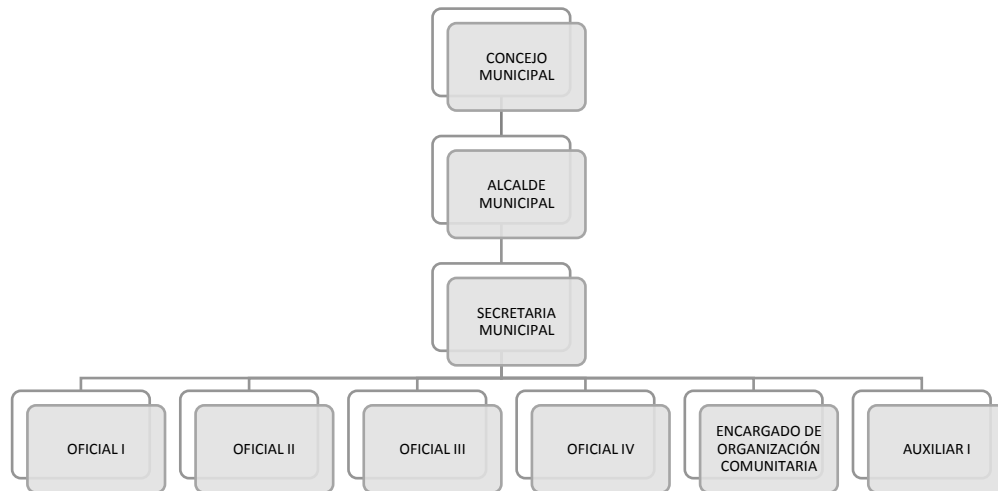 CONCEJO
MUNICIPAL
ALCALDE
MUNICIPAL
SECRETARIA
MUNICIPAL
OFICIAL I
OFICIAL II
OFICIAL III
OFICIAL IV
ENCARGADO DE
ORGANIZACIÓN
COMUNITARIA
AUXILIAR I